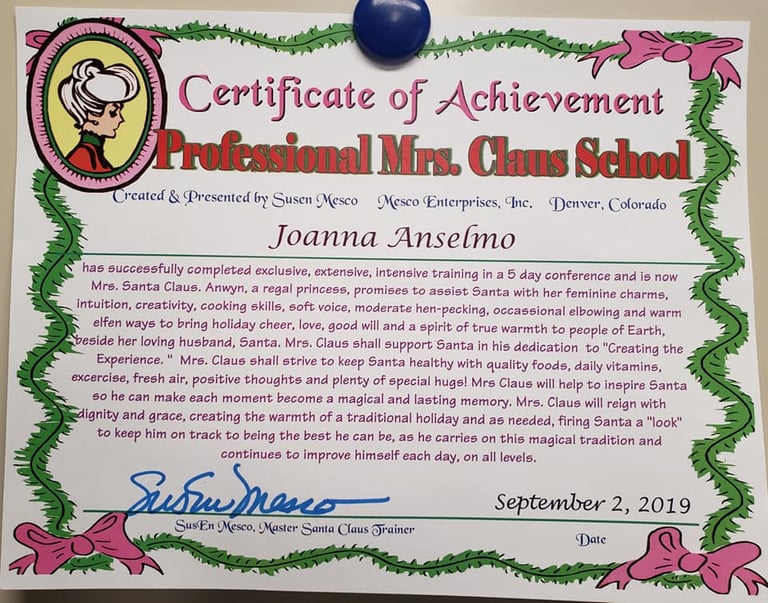 Certificate of Achievement
Professional Mrs. Claus School
Created & Presented by Susen Mesco Mesco Enterprises, Inc. Denver, Colorado
Joanna Anselmo
has successfully completed exclusive, extensive, intensive training in a 5 day conference and is now
Mrs. Santa Claus. Anwyn, a regal princess, promises to assist Santa with her feminine charms,
intuition, creativity, cooking skills, soft voice, moderate hen-pecking, occassional elbowing and warm
elfen ways to bring holiday cheer, love, good will and a spirit of true warmth to people of Earth,
beside her loving husband, Santa. Mrs. Claus shall support Santa in his dedication to "Creating the
Experience. " Mrs. Claus shall strive to keep Santa healthy with quality foods, daily vitamins,
excercise, fresh air, positive thoughts and plenty of special hugs! Mrs Claus will help to inspire Santa
so he can make each moment become a magical and lasting memory. Mrs. Claus will reign with
dignity and grace, creating the warmth of a traditional holiday and as needed, firing Santa a "look"
to keep him on track to being the best he can be, as he carries on this magical tradition and
continues to improve himself each day, on all levels.
SusEn Mesco
September 2, 2019
SusEn Mesco, Master Santa Claus Trainer
Date